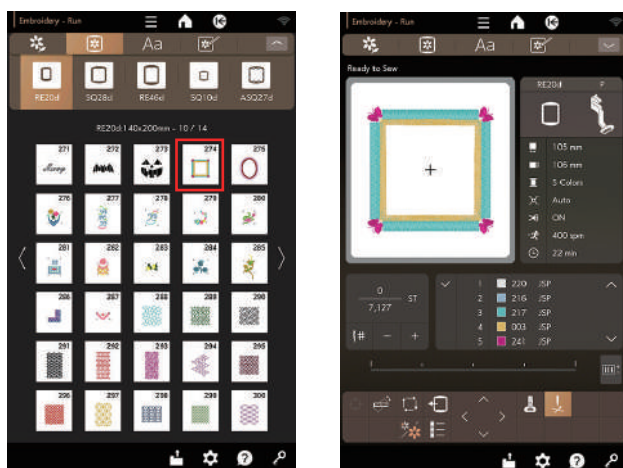 Embroidery - Run
Aa
RE20d SQ28d RE46d SQ10d ASQ27d
RE20d:140x200mm - 10 / 14
271 272 273 274 275
276 277 278 279 280
281 282 283 284 285
286 287 288 289 290
291 292 293 294 295
296 297 298 299 300
Embroidery - Run
Aa
Ready to Sew
RE20d P
105 mm
106 mm
5 Colors
Auto
ON
400 spm
22 min
0
7,127 ST
1 220 JSP
2 216 JSP
3 217 JSP
4 003 JSP
5 241 JSP